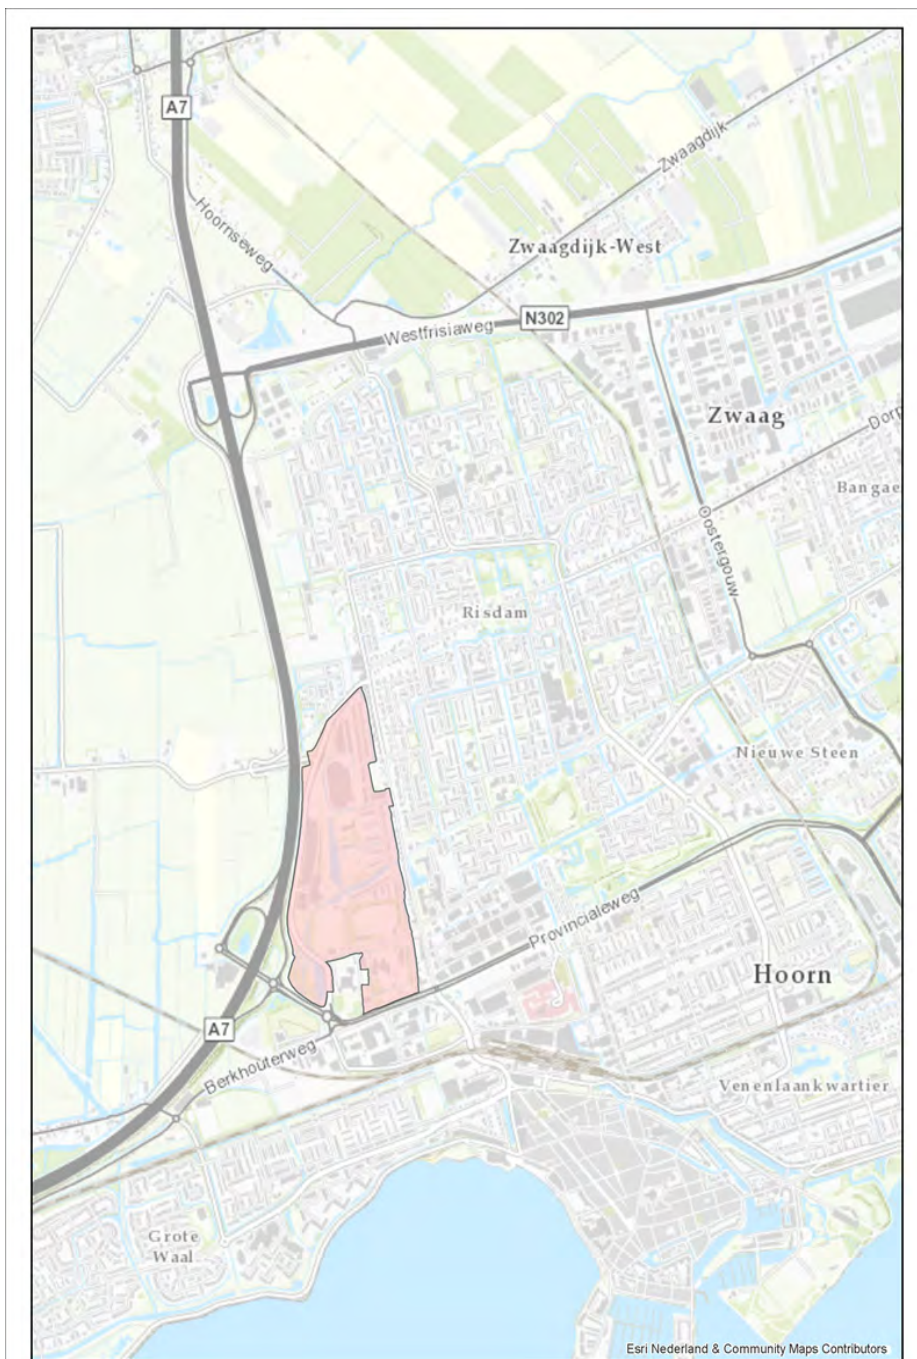 A7
Hoornseweg
Zwaagdijk
Zwaagdijk-West
N302
Westfrisiaweg
Zwaag
Dorp
Bangae
Oostergouw
Risdam
Nieuwe Steen
Provincialeweg
Hoorn
A7
Berkhouterweg
Venenlaankwartier
Grote
Waal
Esri Nederland & Community Maps Contributors